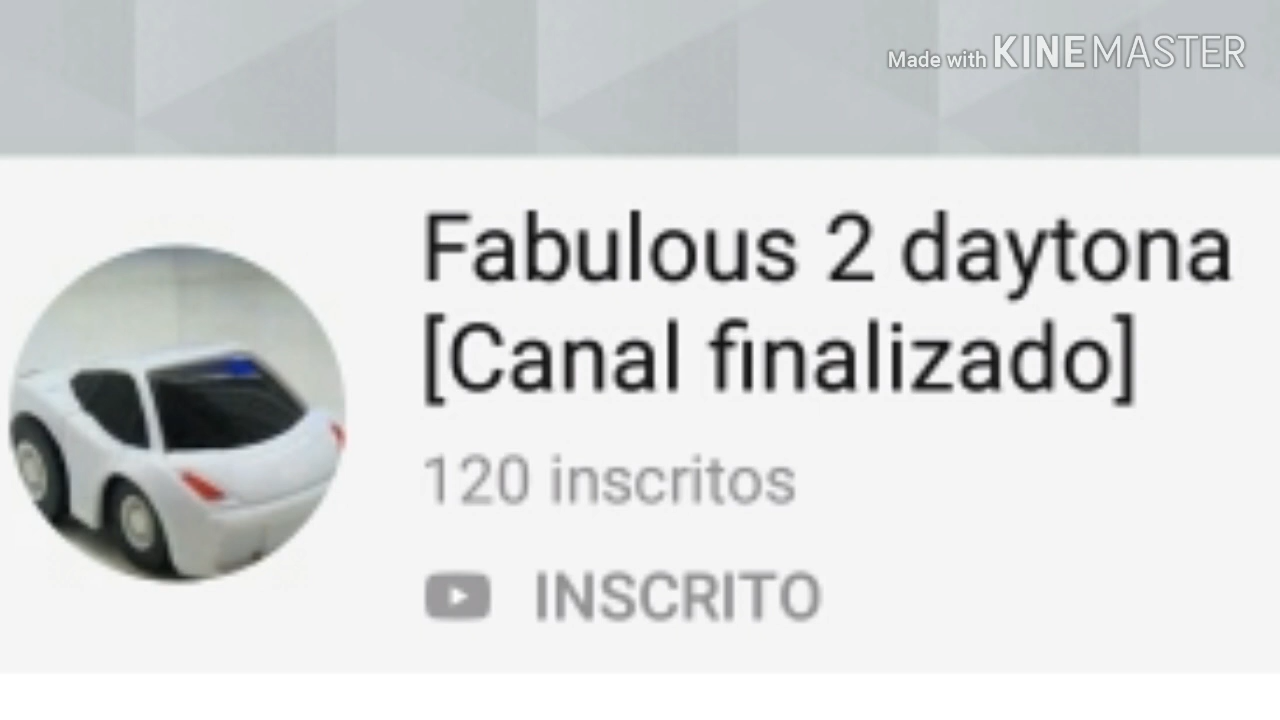 Made with KINEMASTER
Fabulous 2 daytona
[Canal finalizado]
120 inscritos
INSCRITO